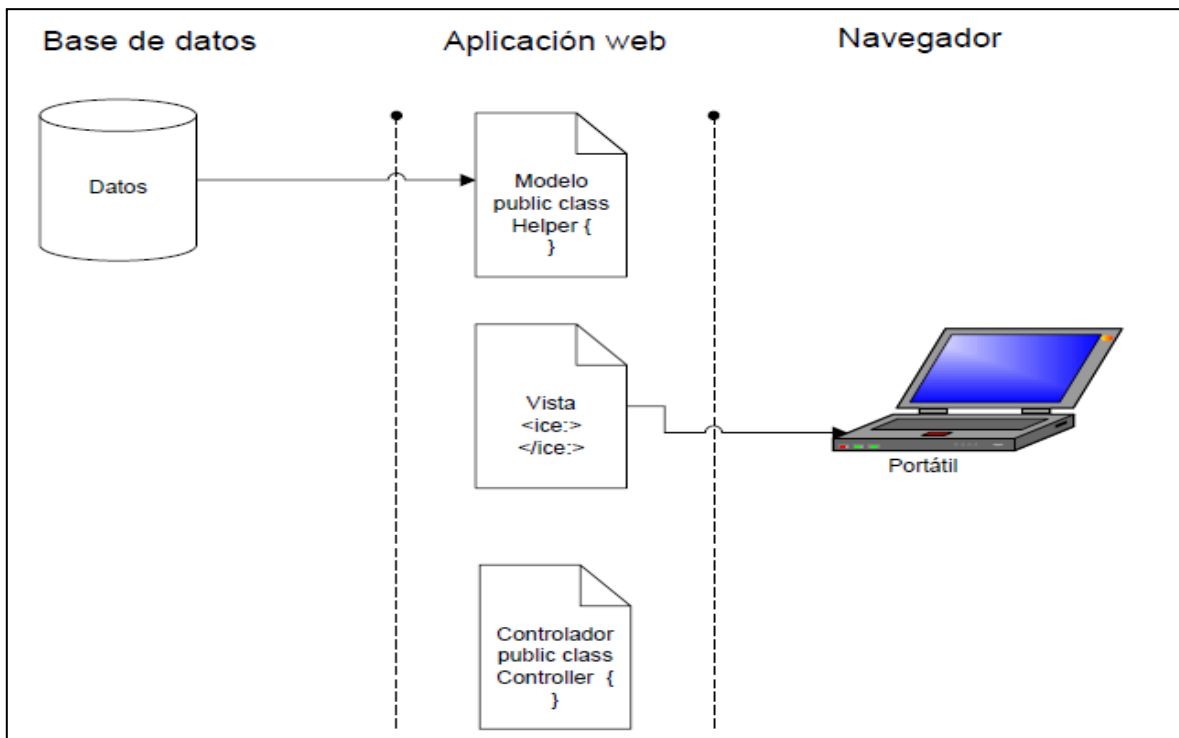 Base de datos
Aplicación web
Navegador
Datos
Modelo
public class
Helper {
}
Vista
<ice:>
</ice:>
Portátil
Controlador
public class
Controller {
}